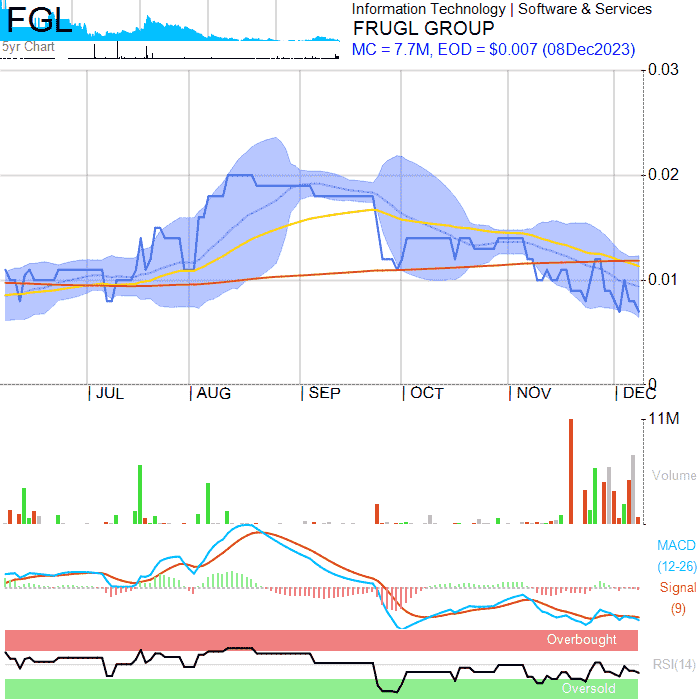 FGL
5yr Chart
Information Technology | Software & Services
FRUGL GROUP
MC = 7.7M, EOD = $0.007 (08Dec2023)
0.03
0.02
0.01
0
| JUL | AUG | SEP | OCT | NOV | DEC
11M
Volume
MACD
(12-26)
Signal
(9)
Overbought
RSI(14)
Oversold